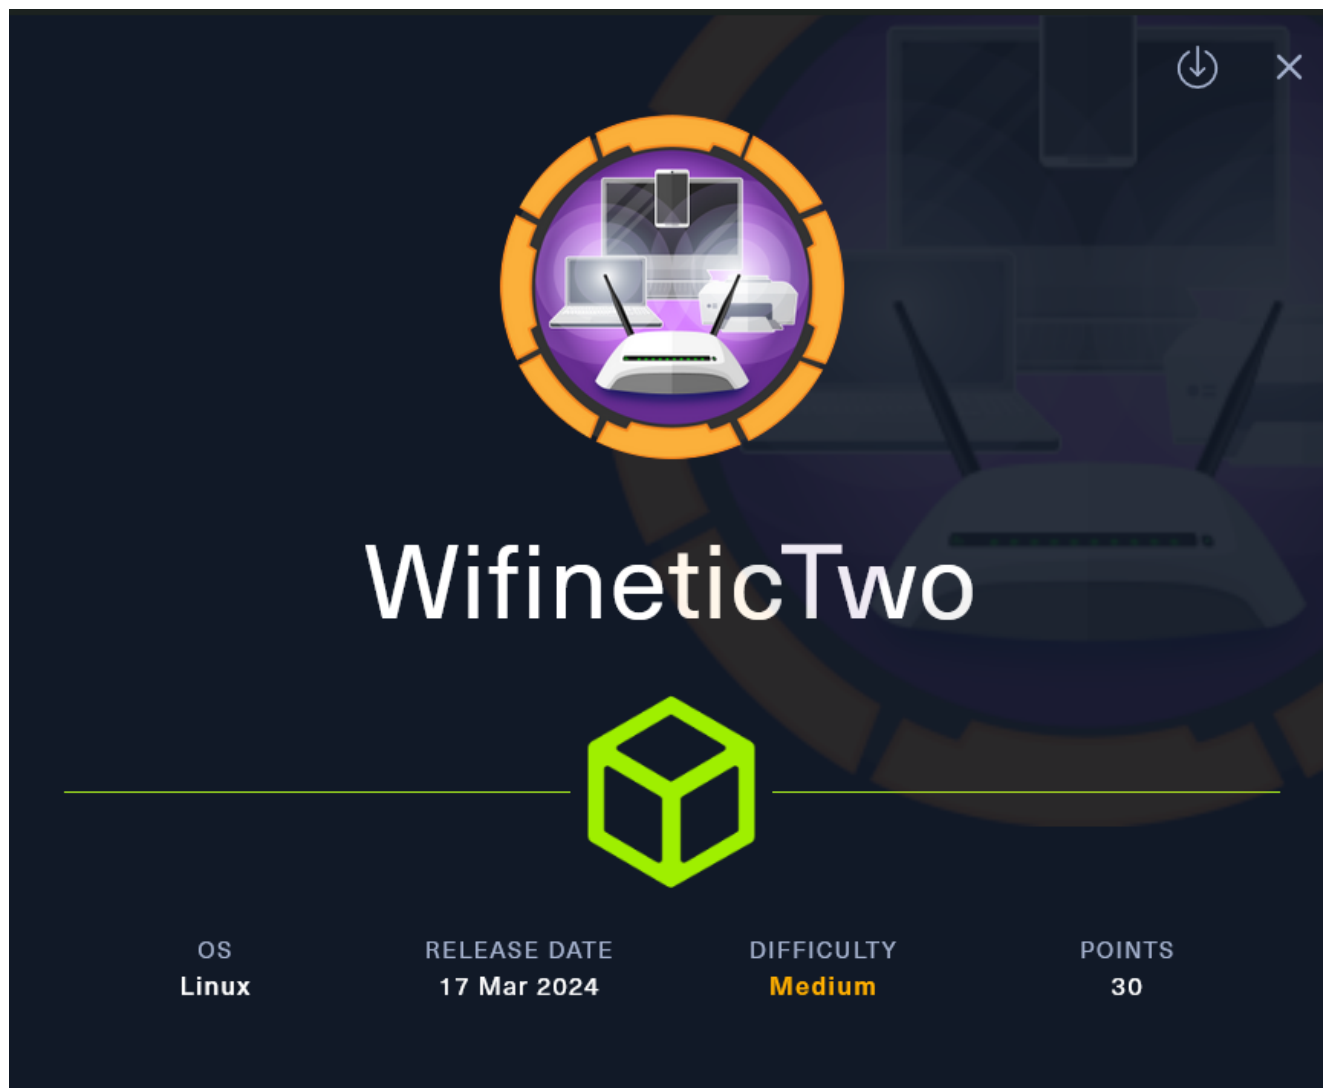 WifineticTwo
OS RELEASE DATE DIFFICULTY POINTS
Linux 17 Mar 2024 Medium 30